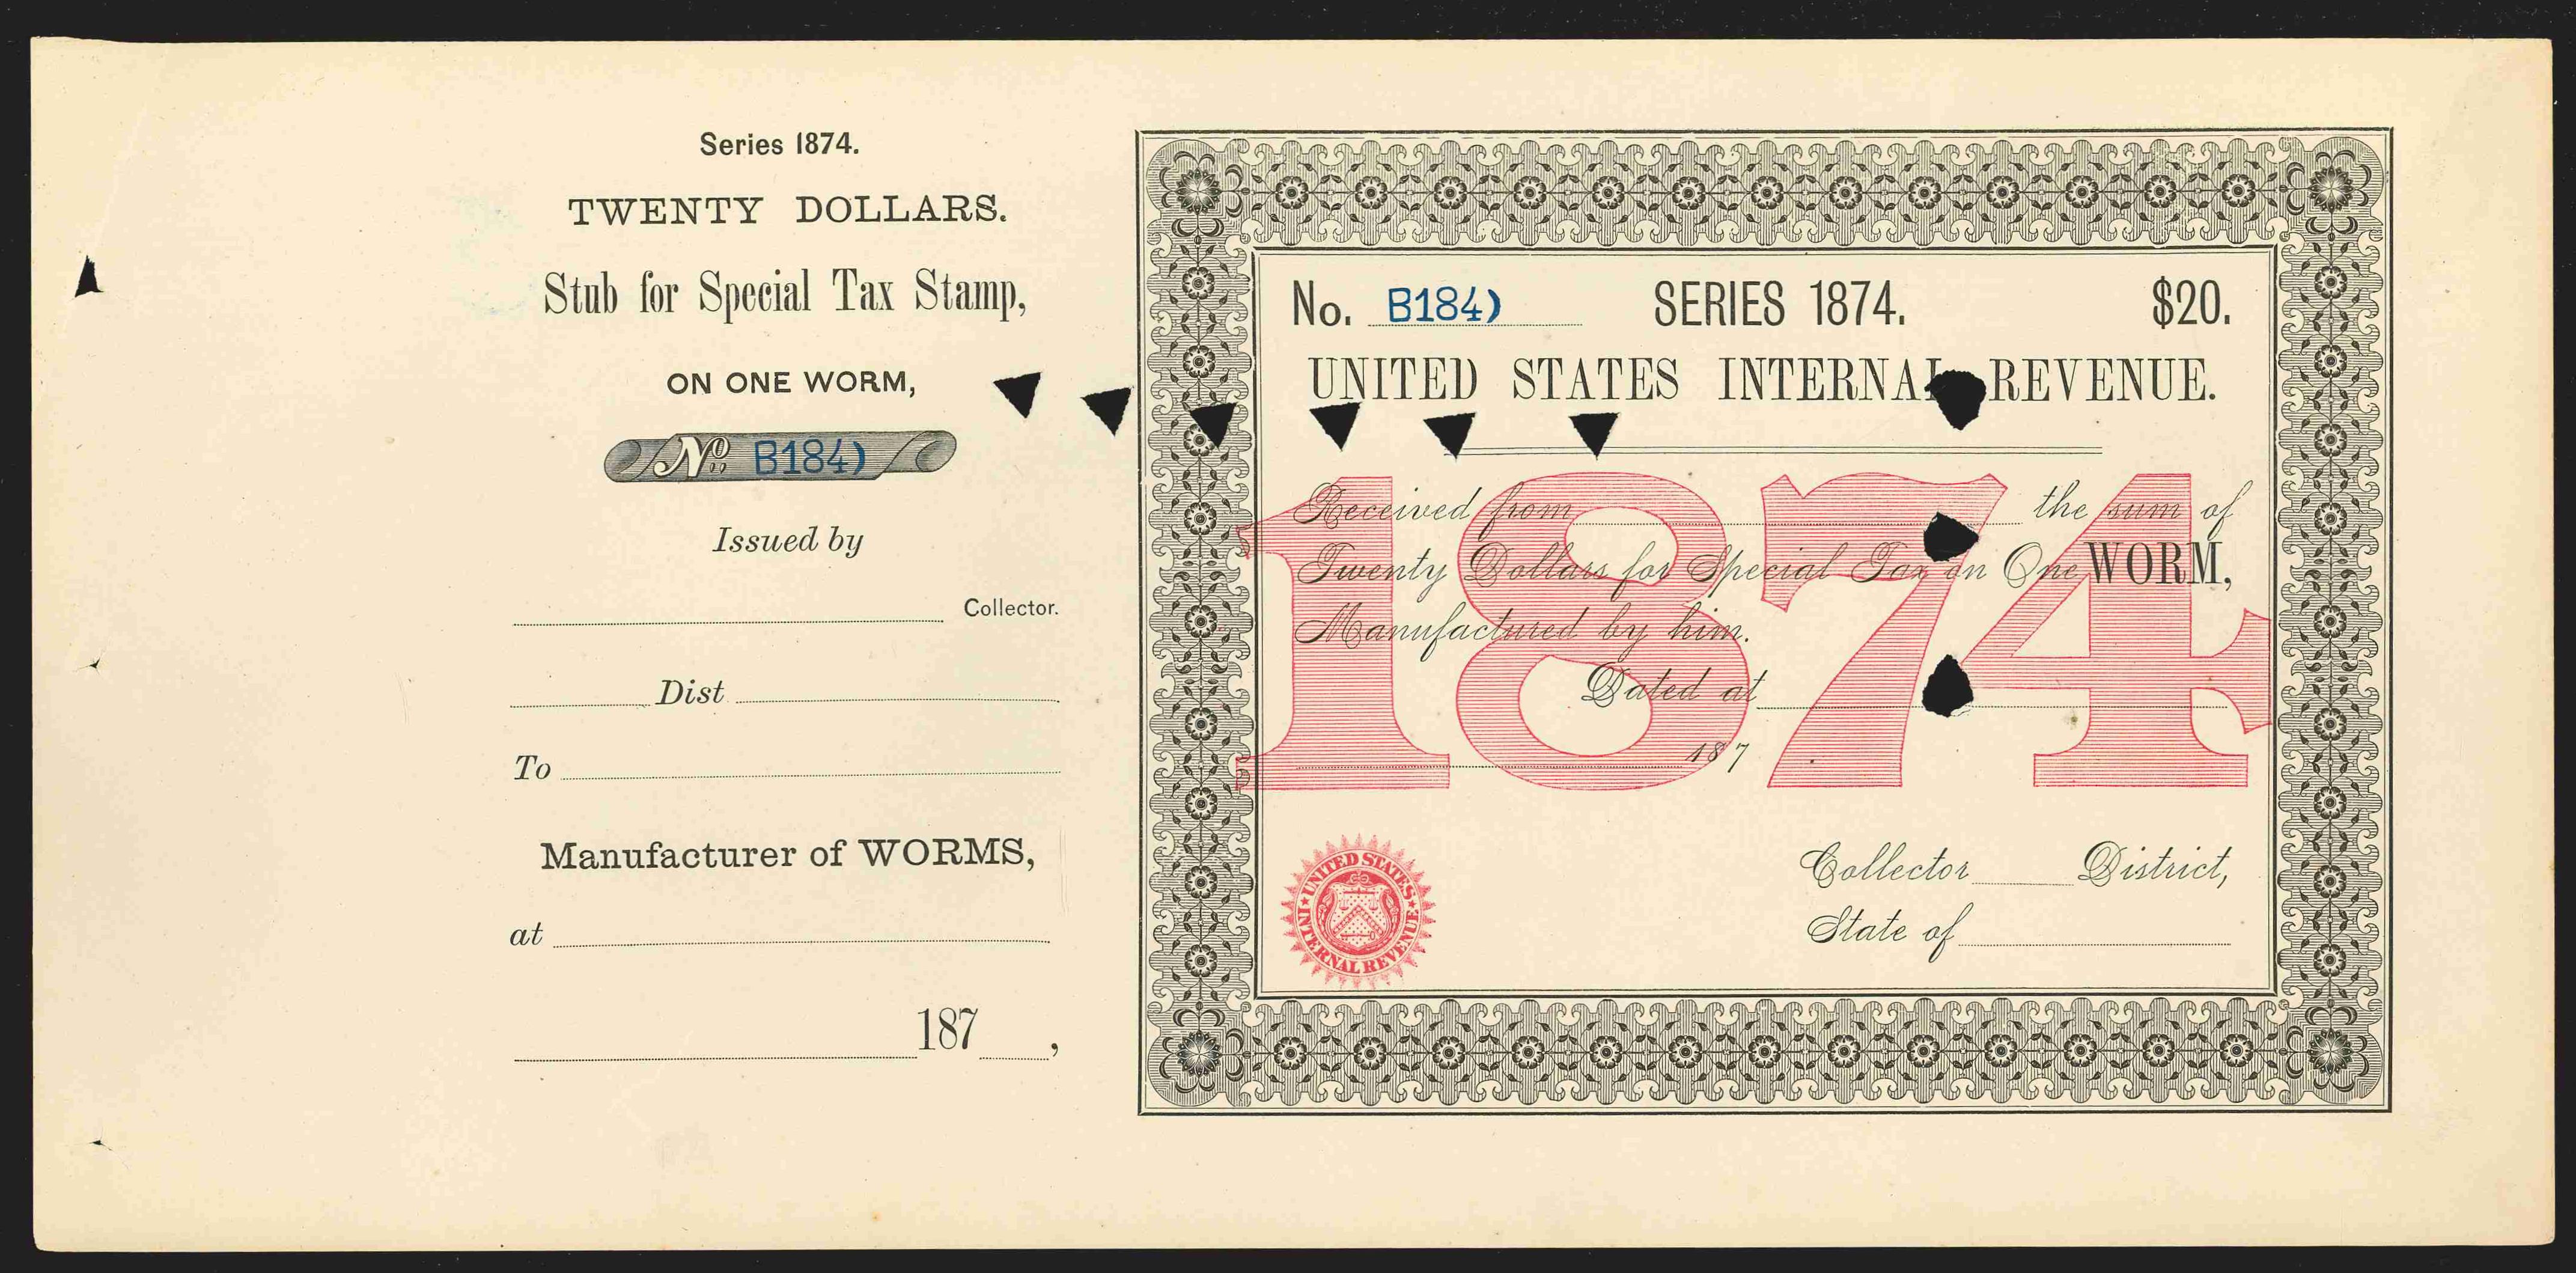 Series 1874.
TWENTY DOLLARS.
Stub for Special Tax Stamp,
ON ONE WORM,
No. B184)
Issued by
Collector.
Dist
To
Manufacturer of WORMS,
at
187 ,
No. B184) SERIES 1874. $20.
UNITED STATES INTERNAL REVENUE.
1874
Received from the sum of
Twenty Dollars for Special Tax on One WORM,
Manufactured by him.
Dated at
187
UNITED STATES INTERNAL REVENUE
Collector District,
State of